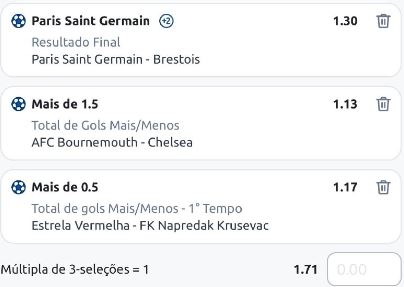 Paris Saint Germain +2 1.30
Resultado Final
Paris Saint Germain - Brestois
Mais de 1.5 1.13
Total de Gols Mais/Menos
AFC Bournemouth - Chelsea
Mais de 0.5 1.17
Total de gols Mais/Menos - 1° Tempo
Estrela Vermelha - FK Napredak Krusevac
Múltipla de 3-seleções = 1 1.71 0.00